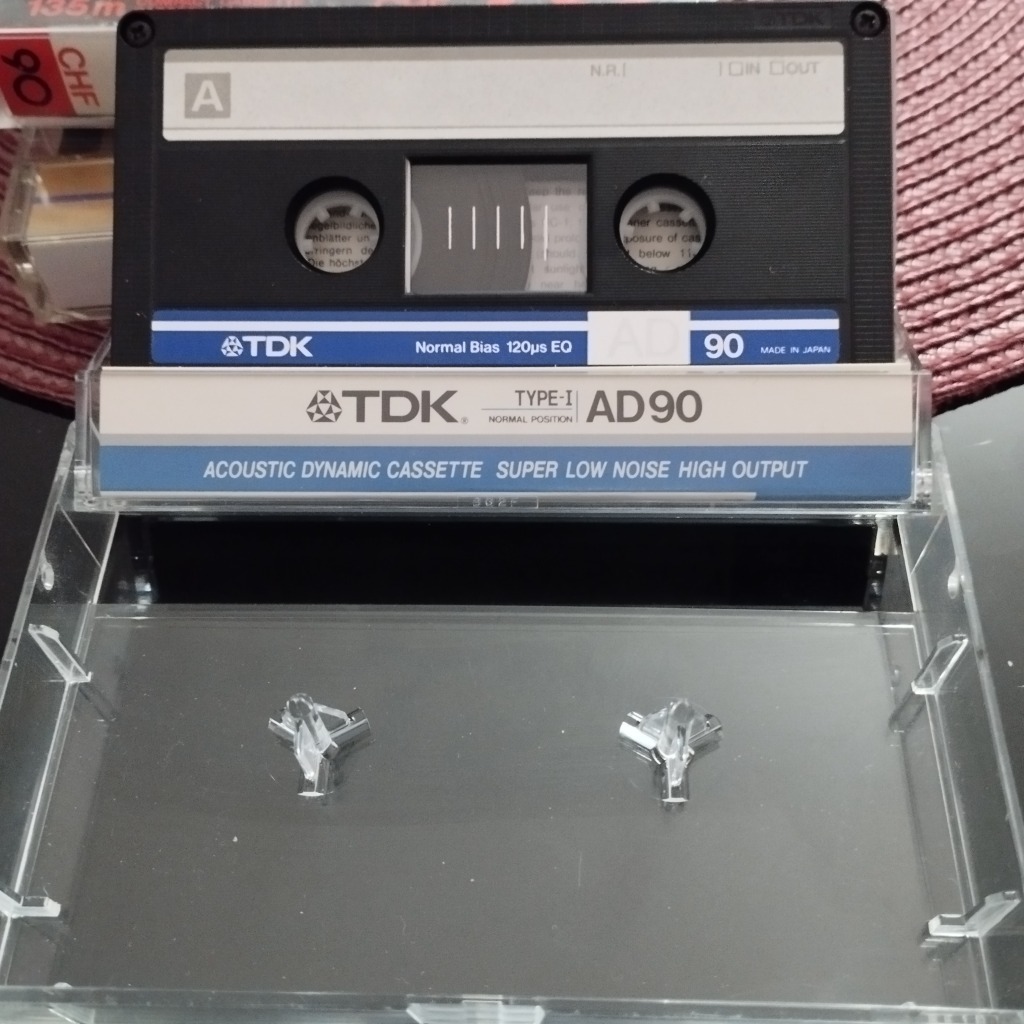 135m
CHF
90
TDK
A
N.R.[ ] □IN □OUT
TDK
Normal Bias 120µs EQ
AD
90
MADE IN JAPAN
TDK®
TYPE-I
NORMAL POSITION
AD90
ACOUSTIC DYNAMIC CASSETTE SUPER LOW NOISE HIGH OUTPUT